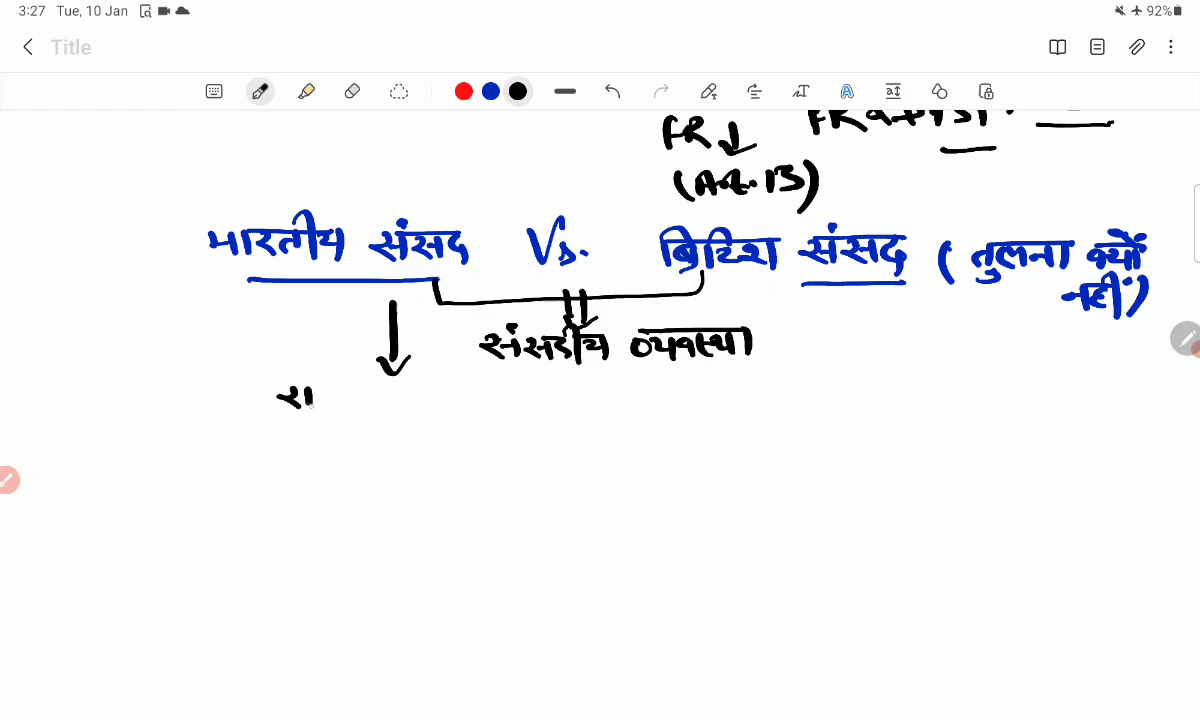 3:27 Tue, 10 Jan 92%
Title
FR
(Art. 13)
भारतीय संसद Vs. ब्रिटिश संसद (तुलना क्यों
नहीं)
संसदीय व्यवस्था
रा